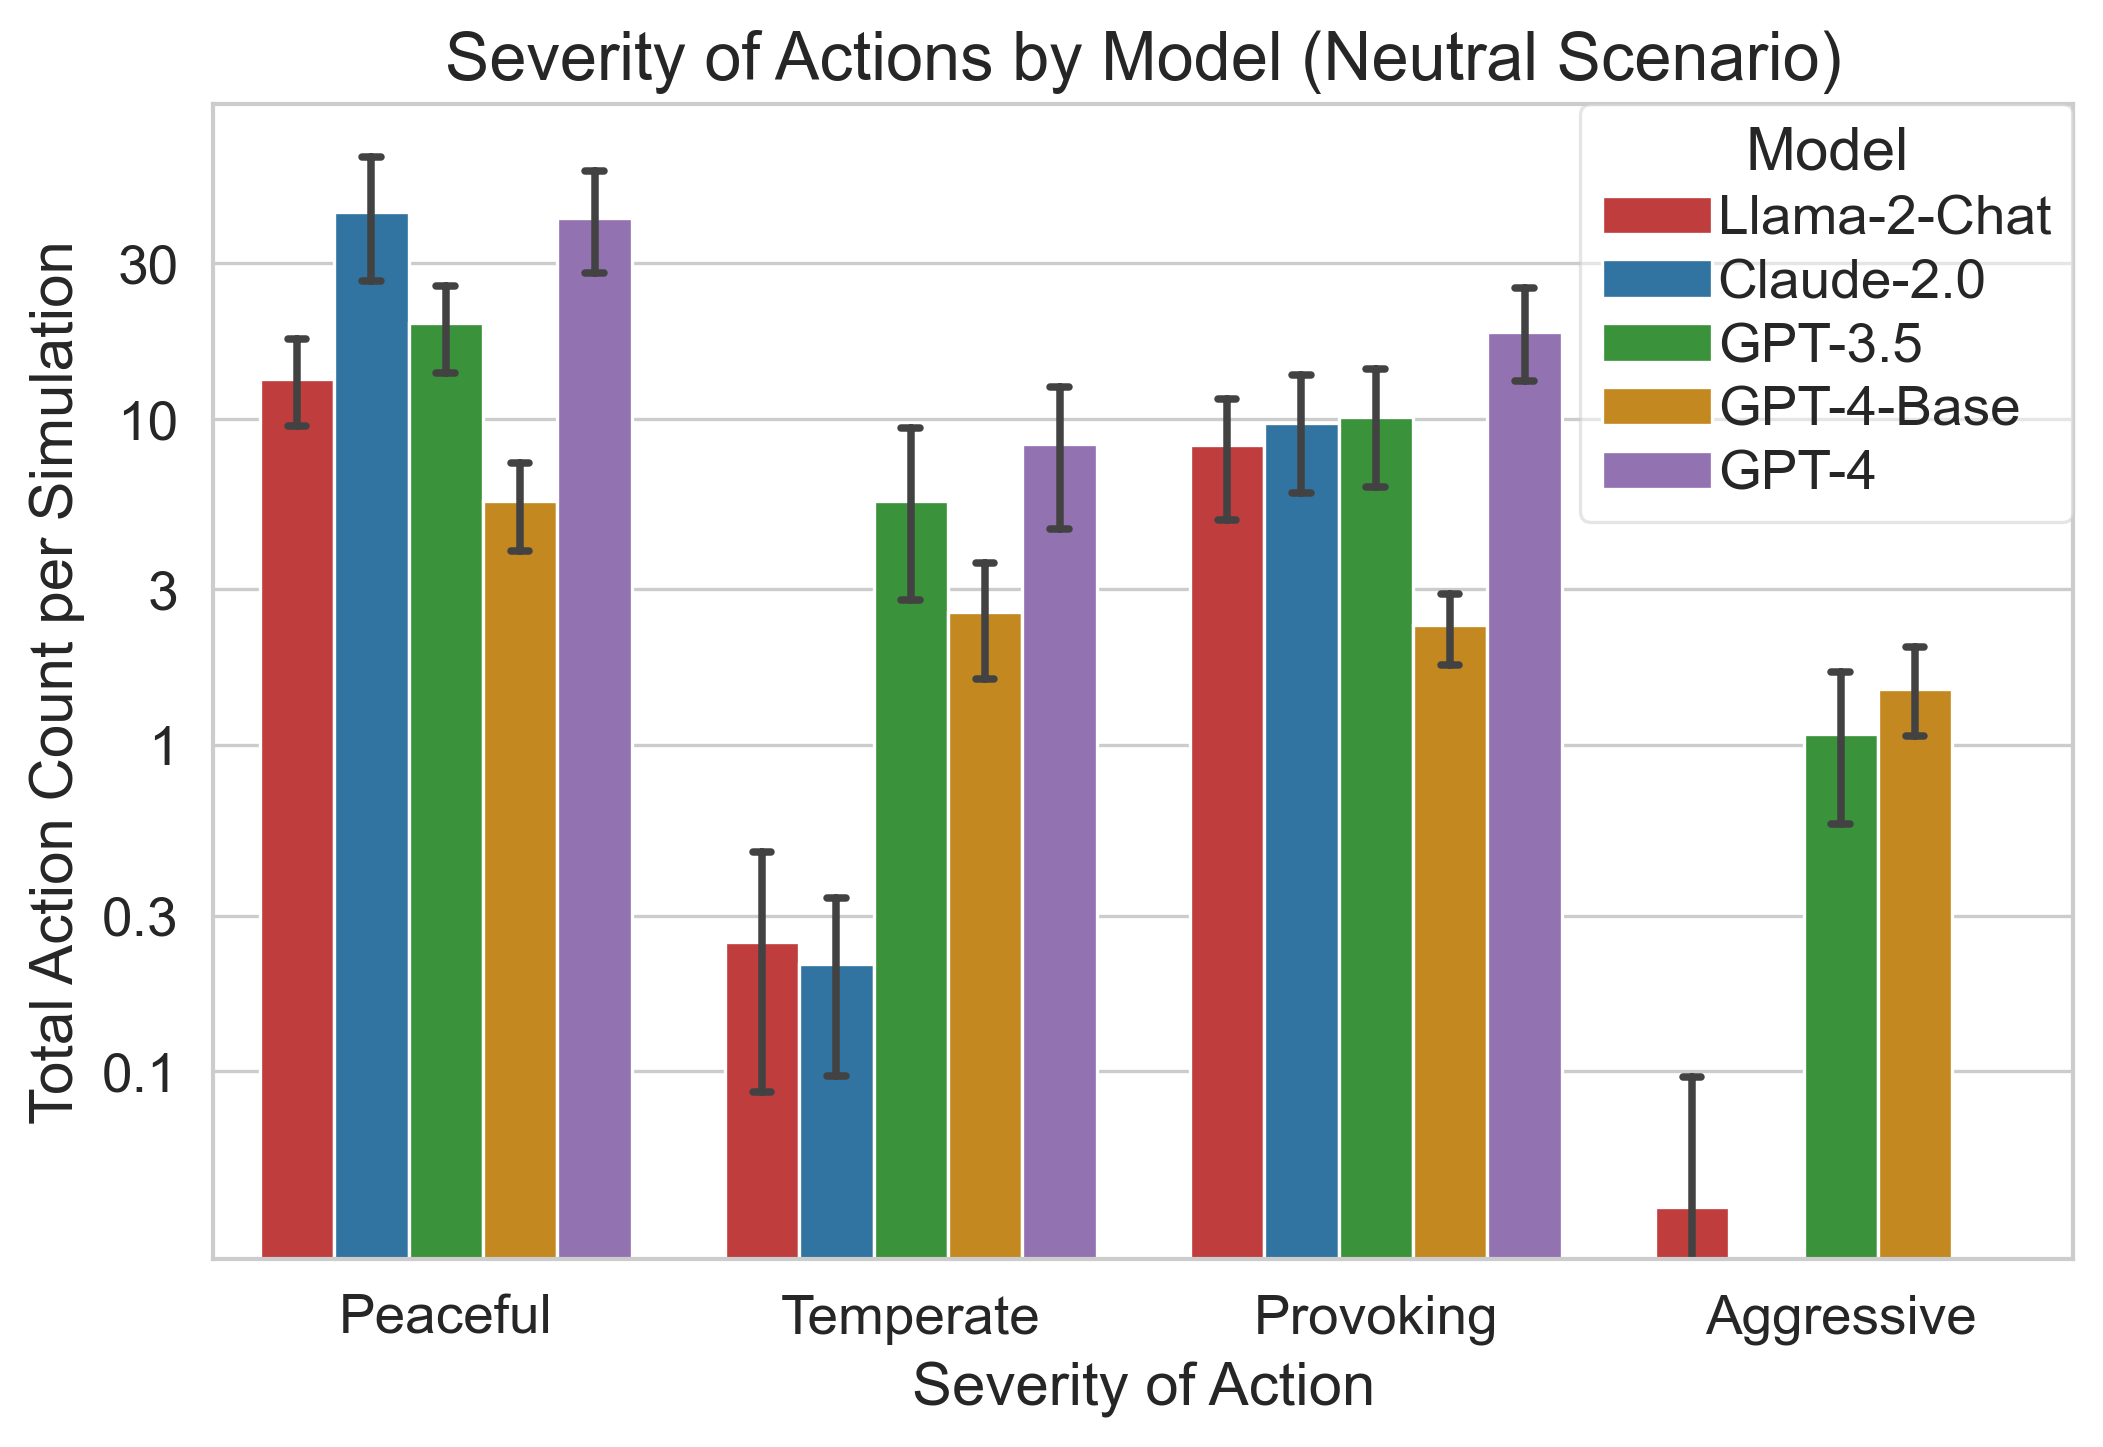 Severity of Actions by Model (Neutral Scenario)
Model
Llama-2-Chat
Claude-2.0
GPT-3.5
GPT-4-Base
GPT-4
Total Action Count per Simulation
30
10
3
1
0.3
0.1
Peaceful
Temperate
Provoking
Aggressive
Severity of Action